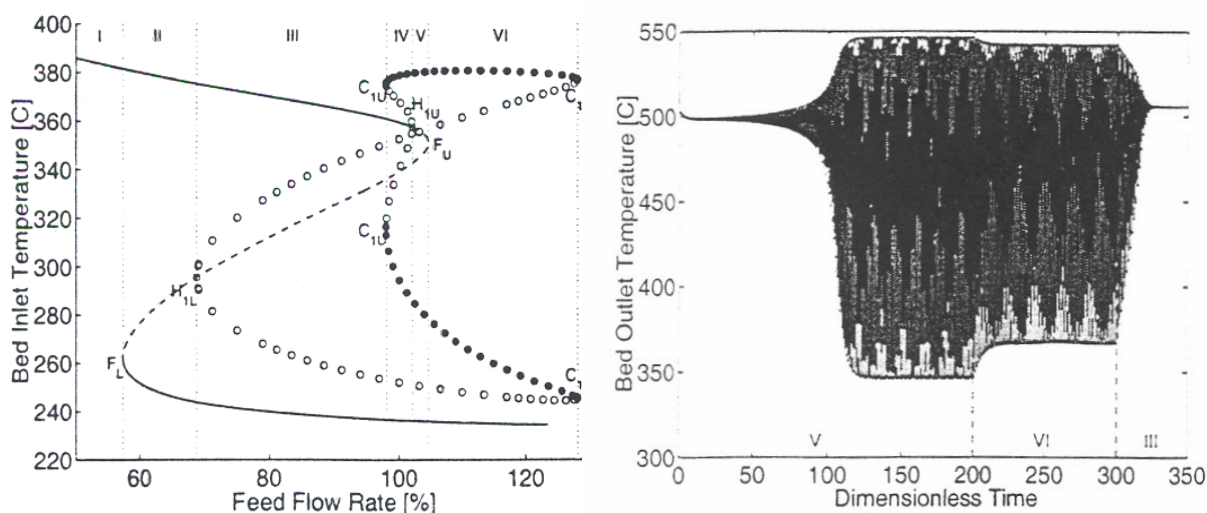 400
380
360
340
320
300
280
260
240
220
Bed Inlet Temperature [C]
I II III IV V VI
C1U
H1U
C1
FU
C1U
H1L
FL
C1
60 80 100 120
Feed Flow Rate [%]
550
500
450
400
350
300
Bed Outlet Temperature [C]
V VI III
0 50 100 150 200 250 300 350
Dimensionless Time